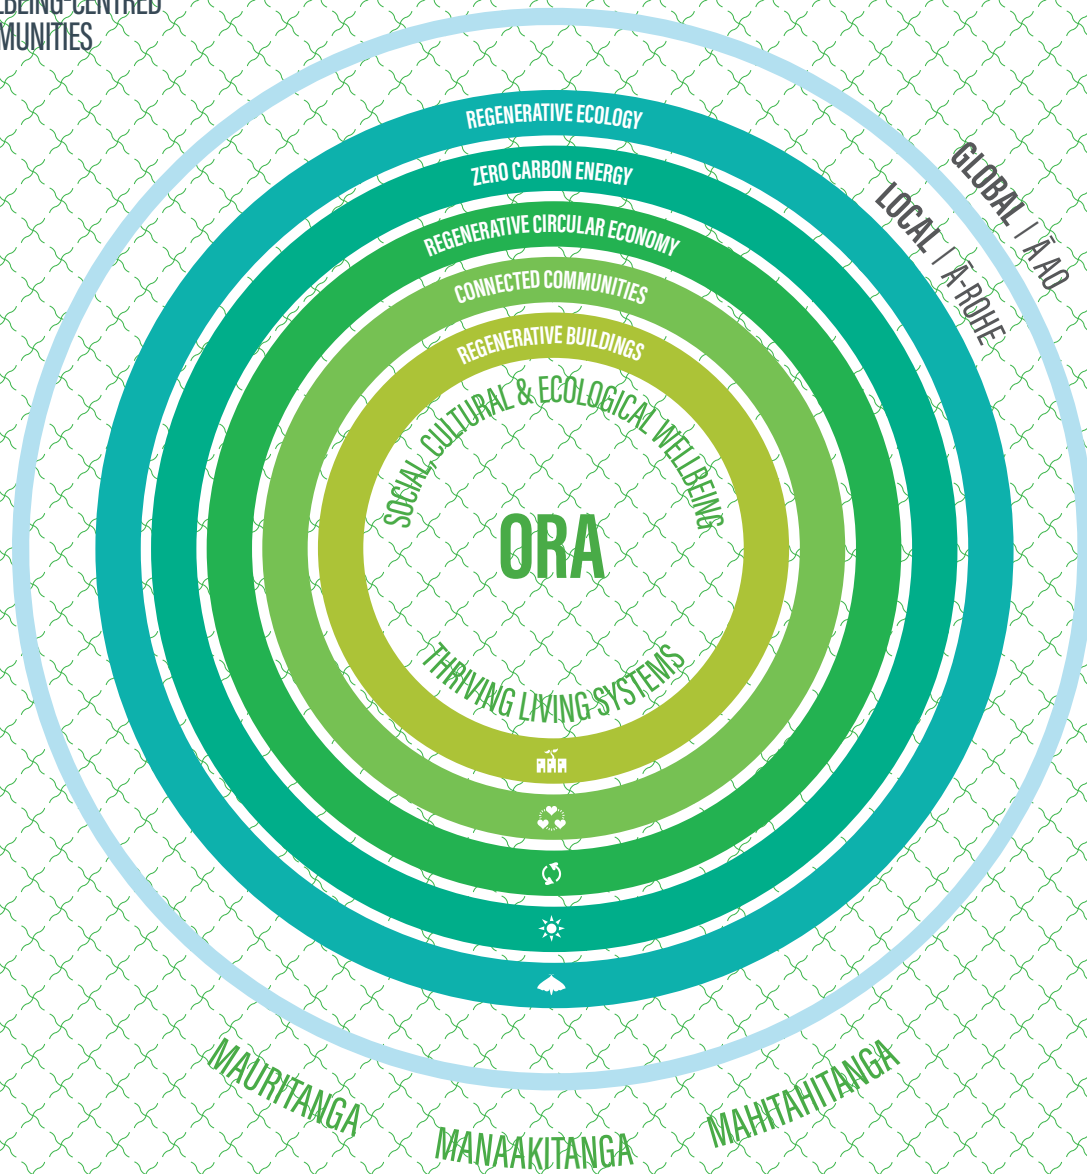 CENTRED
REGENERATIVE ECOLOGY
ZERO CARBON ENERGY
REGENERATIVE CIRCULAR ECONOMY
CONNECTED COMMUNITIES
REGENERATIVE BUILDINGS
SOCIAL, CULTURAL & ECOLOGICAL WELLBEING
ORA
THRIVING LIVING SYSTEMS
GLOBAL | Ā AO
LOCAL | Ā-ROHE
MAURITANGA
MANAAKITANGA
MAHITAHITANGA